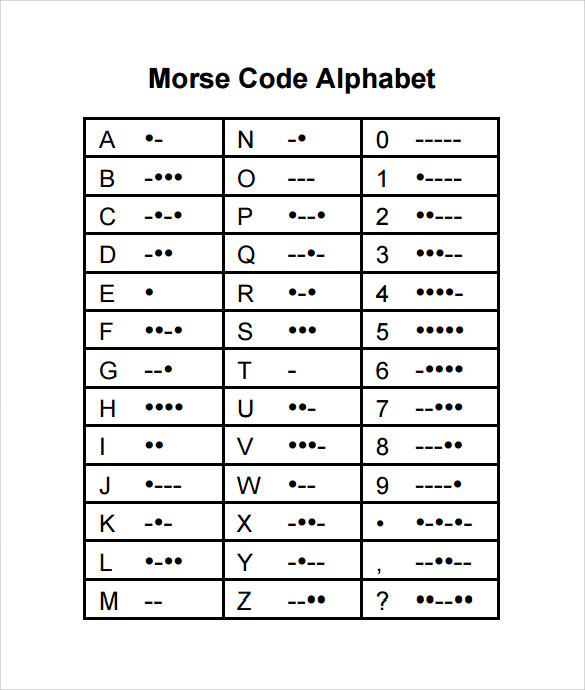 Morse Code Alphabet
A •- N -• 0 -----
B -••• O --- 1 •----
C -•-• P •--• 2 ••---
D -•• Q --•- 3 •••--
E • R •-• 4 ••••-
F ••-• S ••• 5 •••••
G --• T - 6 -••••
H •••• U ••- 7 --•••
I •• V •••- 8 ---••
J •--- W •-- 9 ----•
K -•- X -••- • •-•-•-
L •-•• Y -•-- , --••--
M -- Z --•• ? ••--••